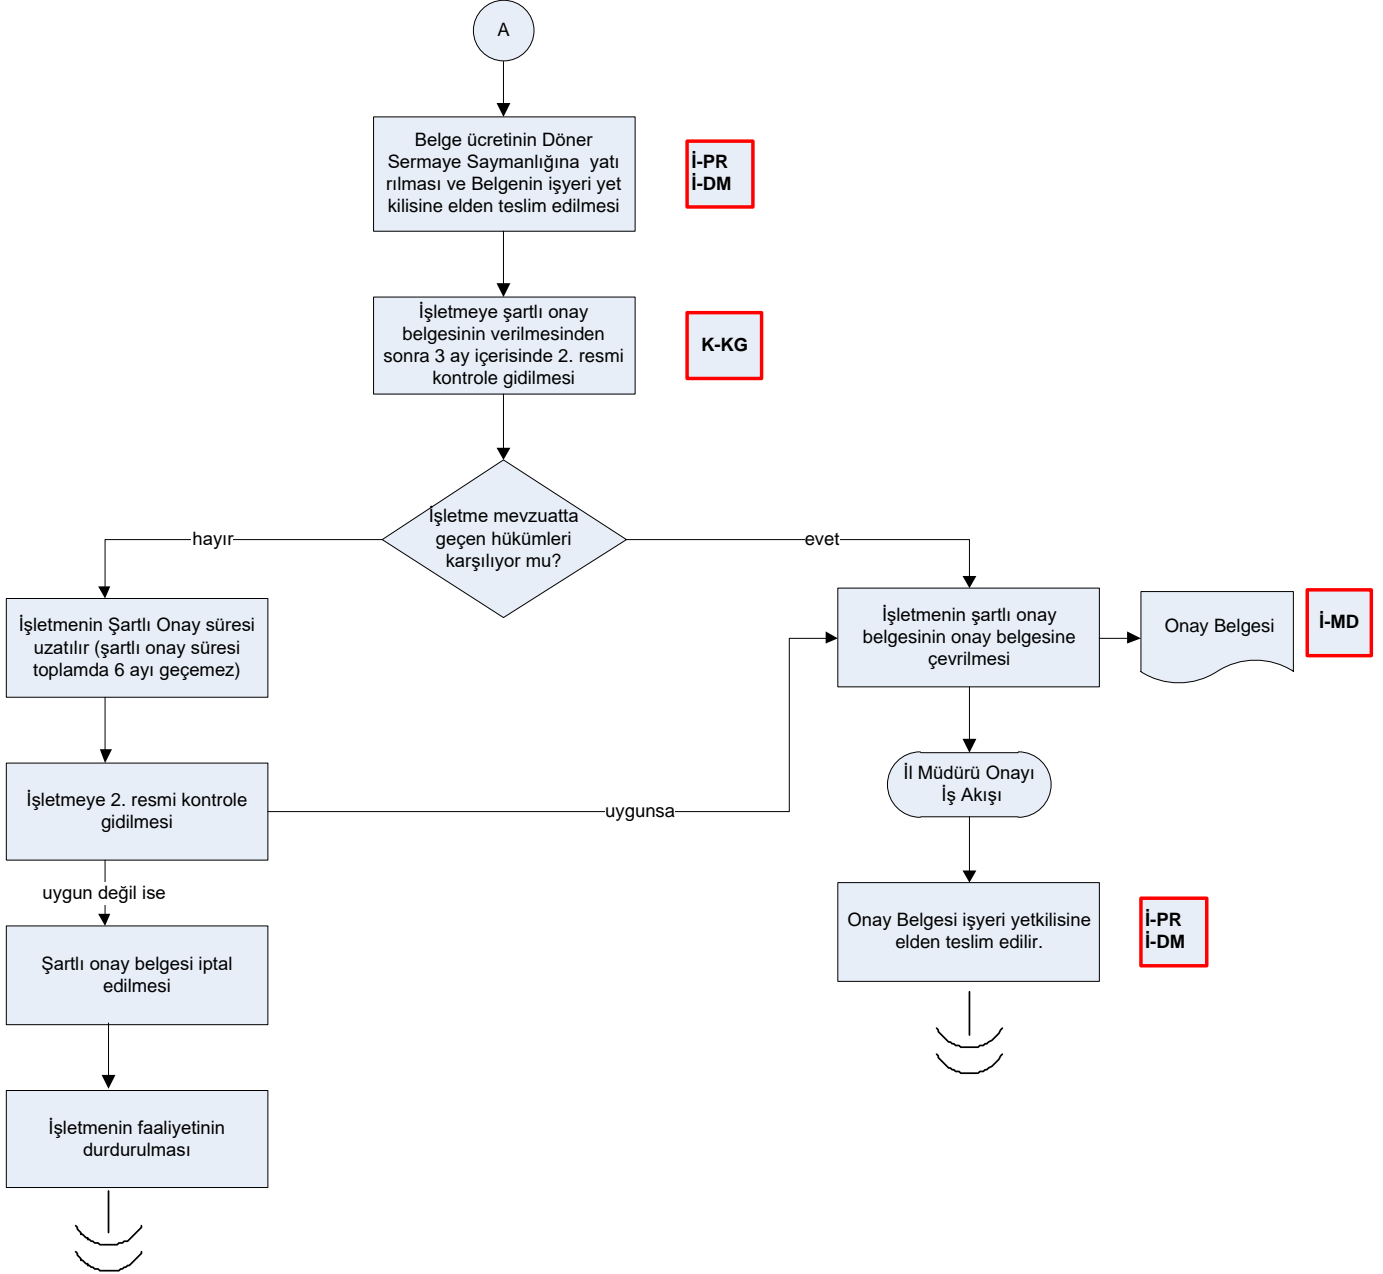 A
Belge ücretinin Döner
Sermaye Saymanlığına  yatı
rılması ve Belgenin işyeri yet
kilisine elden teslim edilmesi
İ-PR
İ-DM
İşletmeye şartlı onay
belgesinin verilmesinden
sonra 3 ay içerisinde 2. resmi
kontrole gidilmesi
K-KG
İşletme mevzuatta
geçen hükümleri
karşılıyor mu?
hayır
evet
İşletmenin Şartlı Onay süresi
uzatılır (şartlı onay süresi
toplamda 6 ayı geçemez)
İşletmenin şartlı onay
belgesinin onay belgesine
çevrilmesi
Onay Belgesi
İ-MD
İşletmeye 2. resmi kontrole
gidilmesi
uygunsa
İl Müdürü Onayı
İş Akışı
uygun değil ise
Onay Belgesi işyeri yetkilisine
elden teslim edilir.
İ-PR
İ-DM
Şartlı onay belgesi iptal
edilmesi
İşletmenin faaliyetinin
durdurulması